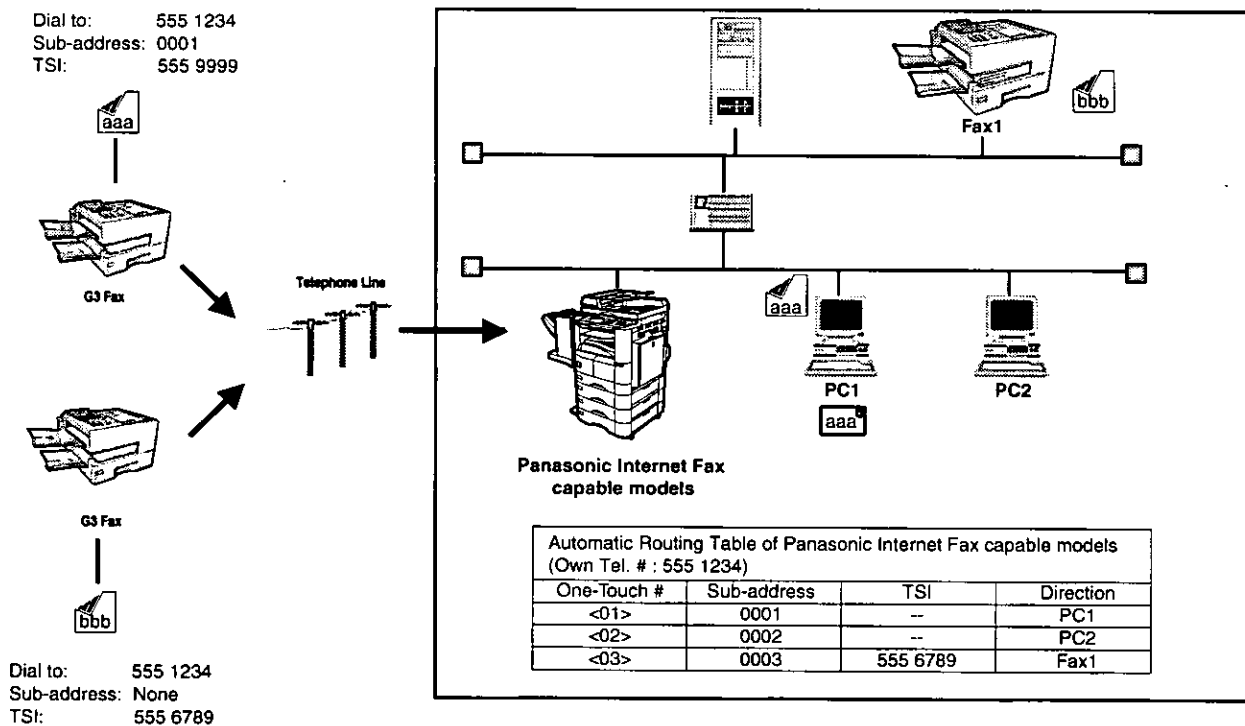 Dial to: 555 1234
Sub-address: 0001
TSI: 555 9999
aaa
G3 Fax
Telephone Line
G3 Fax
bbb
Dial to: 555 1234
Sub-address: None
TSI: 555 6789
Fax1
bbb
aaa
PC1
PC2
aaa
Panasonic Internet Fax
capable models
Automatic Routing Table of Panasonic Internet Fax capable models
(Own Tel. # : 555 1234)
One-Touch # Sub-address TSI Direction
<01> 0001 -- PC1
<02> 0002 -- PC2
<03> 0003 555 6789 Fax1